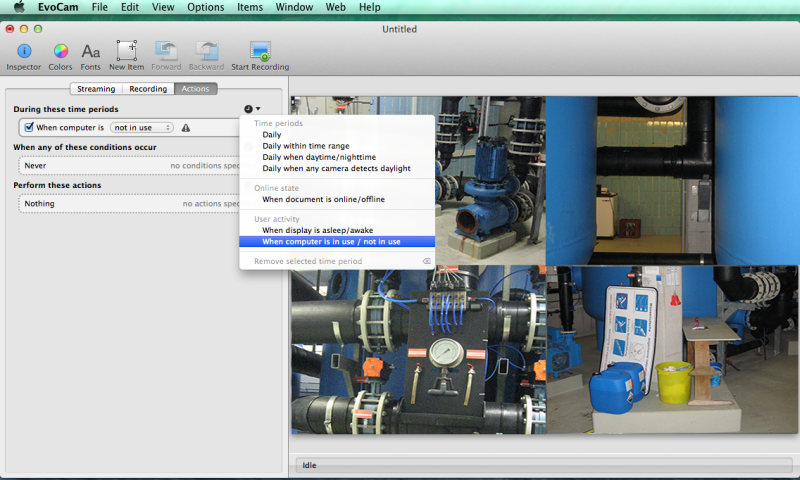 EvoCam File Edit View Options Items Window Web Help
Untitled
Inspector Colors Fonts New Item Forward Backward Start Recording
Streaming Recording Actions
During these time periods
When computer is not in use
When any of these conditions occur
Never no conditions spec
Perform these actions
Nothing no actions spec
Time periods
Daily
Daily within time range
Daily when daytime/nighttime
Daily when any camera detects daylight
Online state
When document is online/offline
User activity
When display is asleep/awake
When computer is in use / not in use
Remove selected time period
Idle